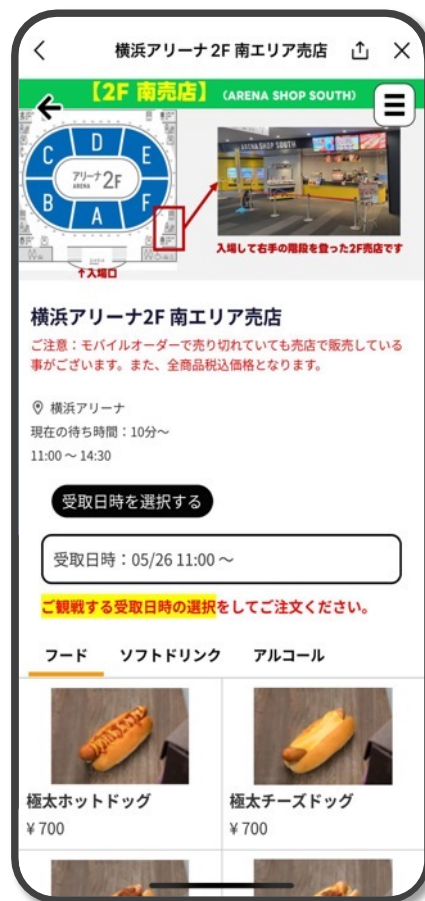 横浜アリーナ 2F 南エリア売店
【2F 南売店】 (ARENA SHOP SOUTH)
C
D
E
アリーナ 2F
ARENA
B
A
F
↑入場口
ARENA SHOP SOUTH
入場して右手の階段を登った2F売店です
横浜アリーナ2F 南エリア売店
ご注意：モバイルオーダーで売り切れていても売店で販売している
事がございます。また、全商品税込価格となります。
横浜アリーナ
現在の待ち時間：10分～
11:00 ～ 14:30
受取日時を選択する
受取日時：05/26 11:00 ～
ご観戦する受取日時の選択をしてご注文ください。
フード ソフトドリンク アルコール
極太ホットドッグ
¥ 700
極太チーズドッグ
¥ 700